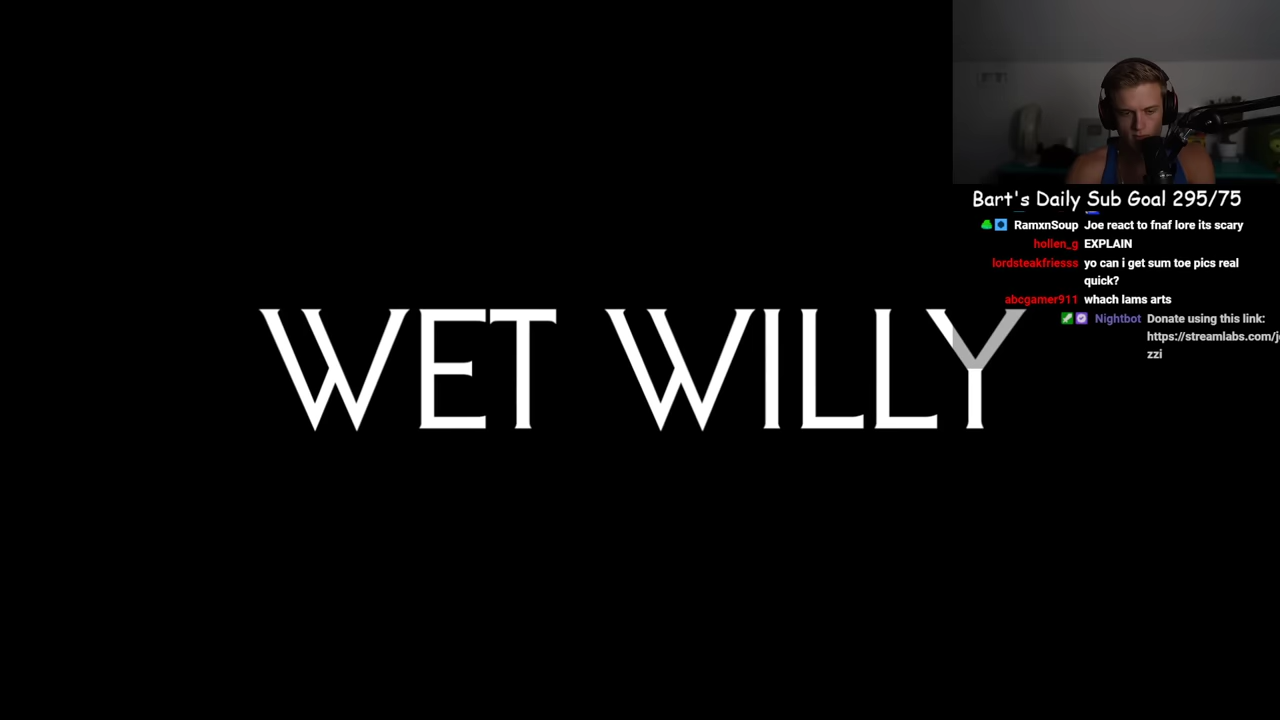 Bart's Daily Sub Goal 295/75
RamxnSoup Joe react to fnaf lore its scary
hollen_g EXPLAIN
lordsteakfriesss yo can i get sum toe pics real
quick?
abcgamer911 whach lams arts
Nightbot Donate using this link:
https://streamlabs.com/j
zzi
WET WILLY